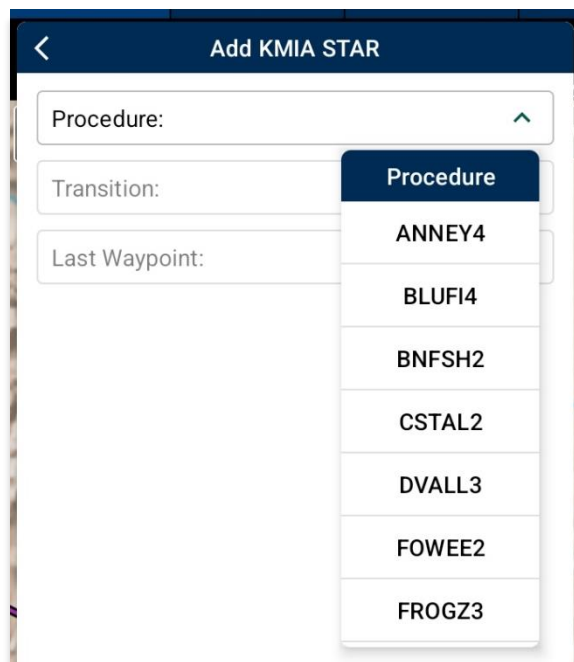 Add KMIA STAR
Procedure:
Transition:
Last Waypoint:
Procedure
ANNEY4
BLUFI4
BNFSH2
CSTAL2
DVALL3
FOWEE2
FROGZ3